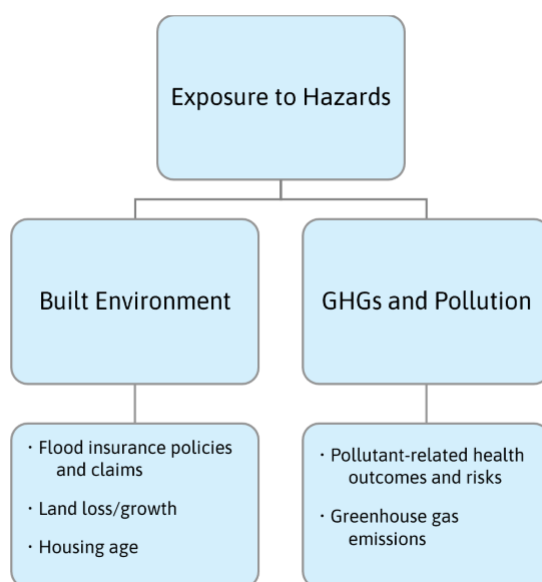 Exposure to Hazards
Built Environment
GHGs and Pollution
· Flood insurance policies
and claims
· Land loss/growth
· Housing age
· Pollutant-related health
outcomes and risks
· Greenhouse gas
emissions